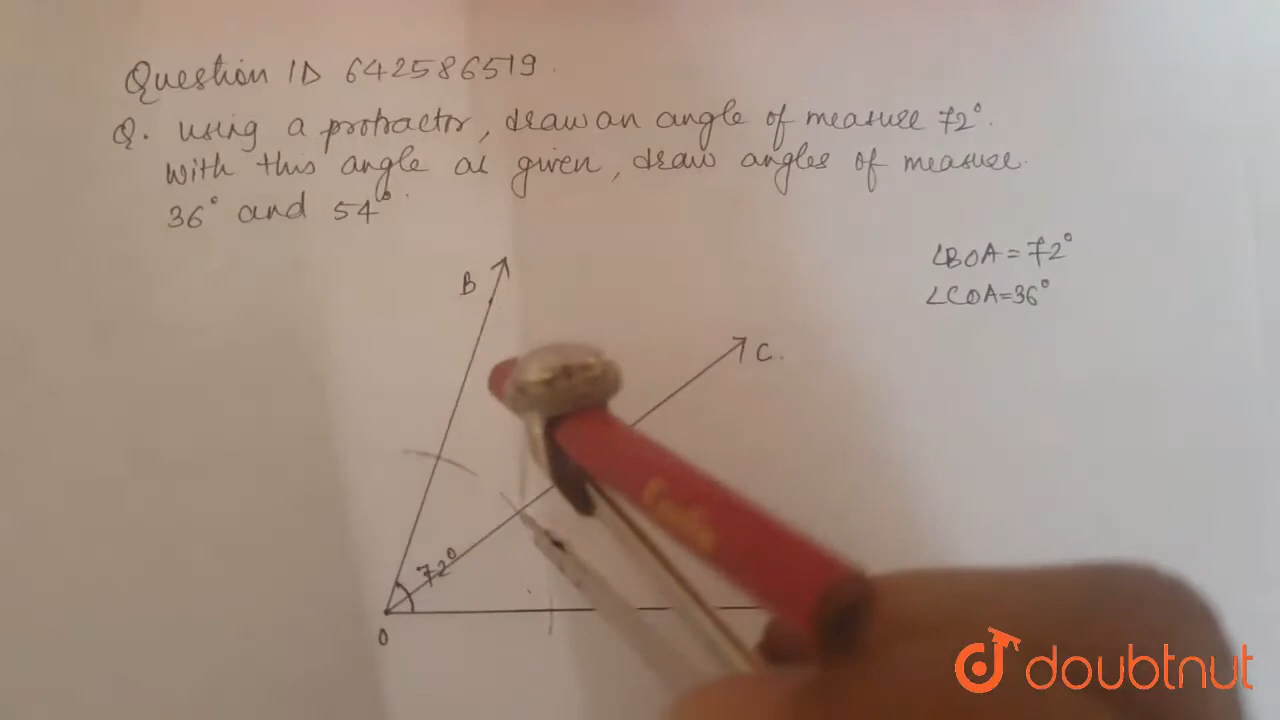 Question ID 642586519.
Q. using a protractor, draw an angle of measure 72°.
with this angle as given, draw angles of measure
36° and 54°.
∠BOA = 72°
∠COA = 36°
B
C.
72°
O
doubtnut